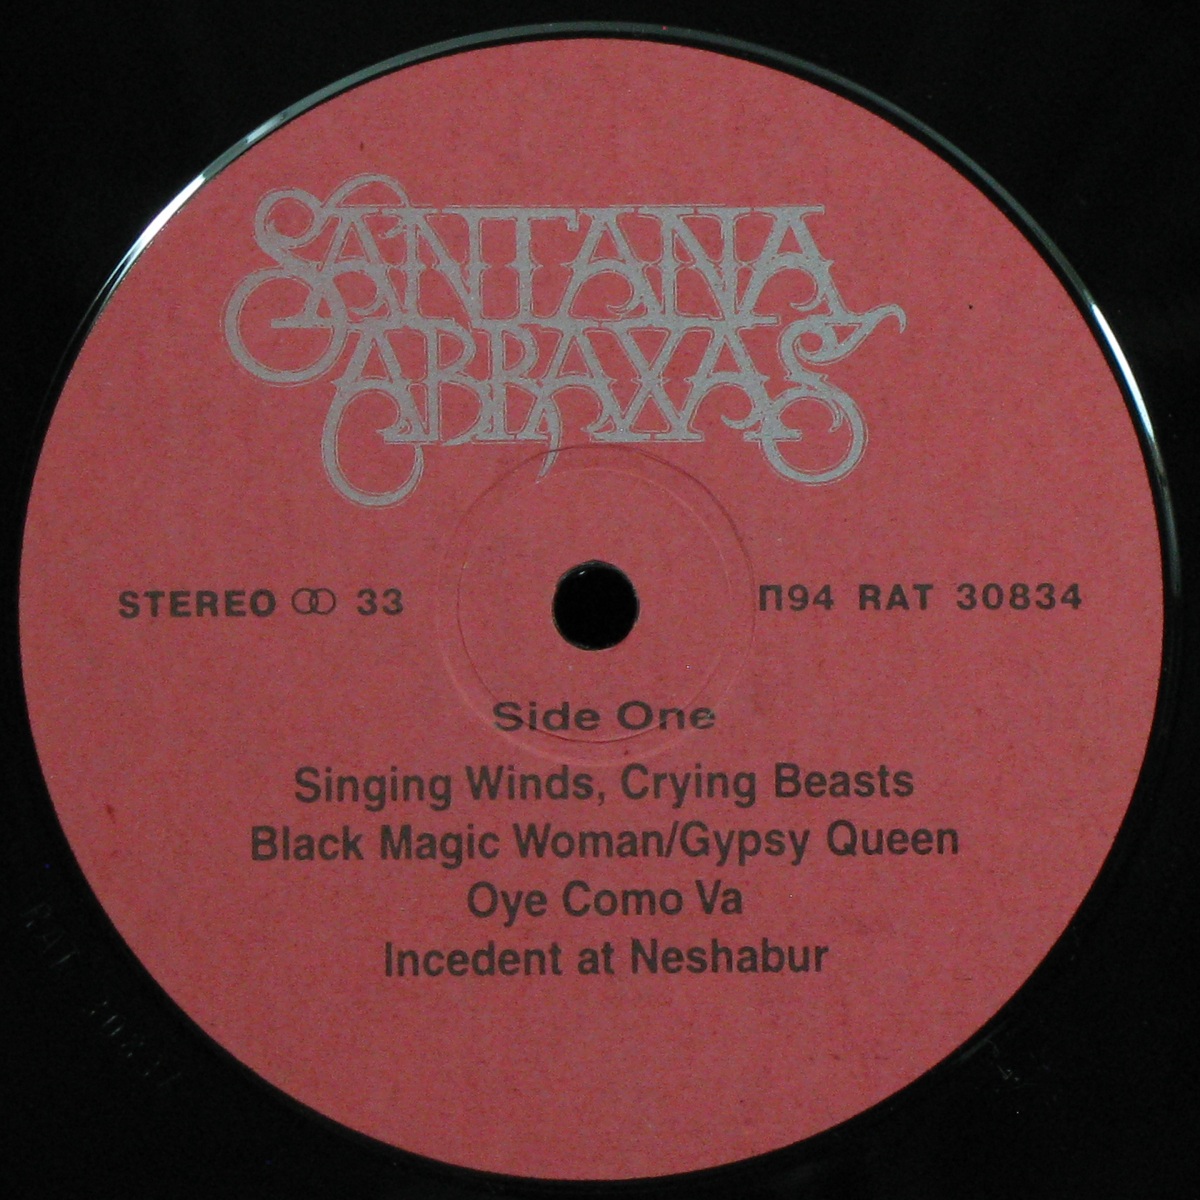 SANTANA
ABRAXAS
STEREO 33
П94 RAT 30834
Side One
Singing Winds, Crying Beasts
Black Magic Woman/Gypsy Queen
Oye Como Va
Incedent at Neshabur